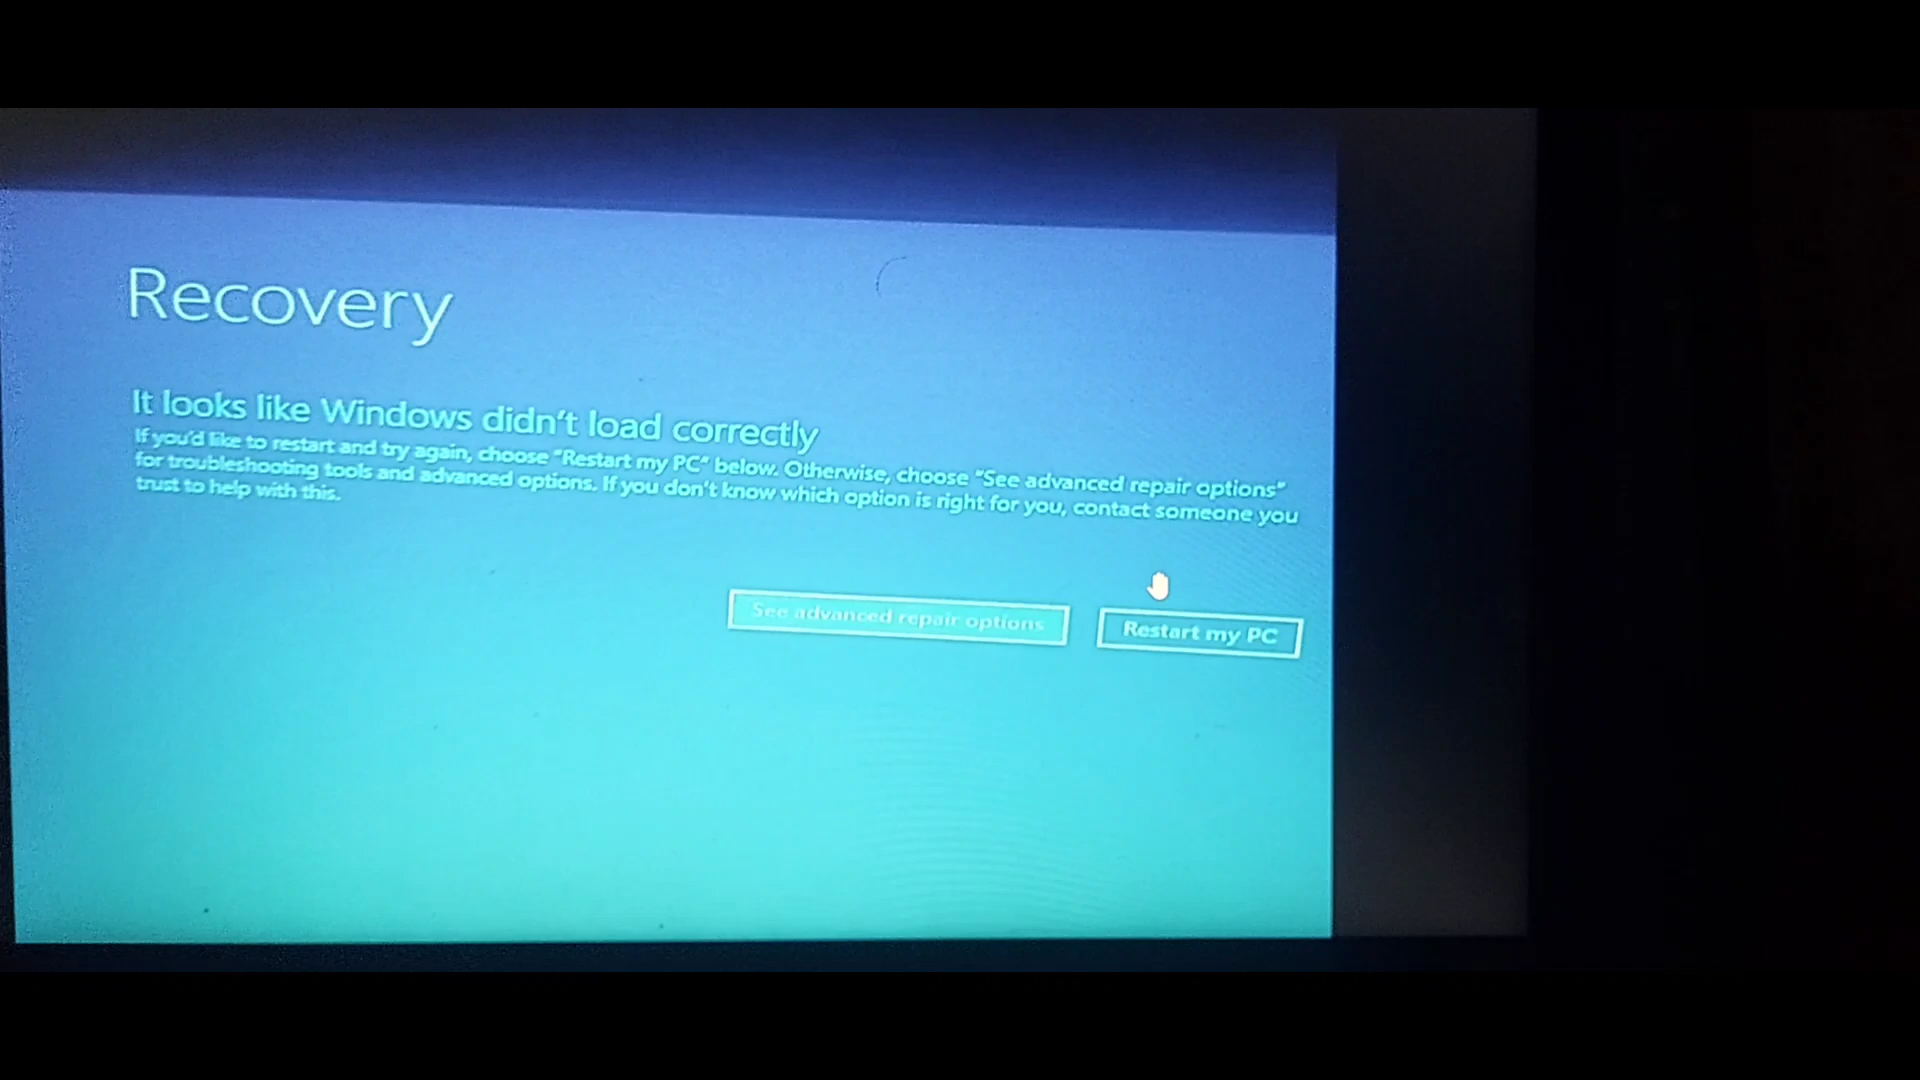 Recovery
It looks like Windows didn't load correctly
If you'd like to restart and try again, choose "Restart my PC" below. Otherwise, choose "See advanced repair options"
for troubleshooting tools and advanced options. If you don't know which option is right for you, contact someone you
trust to help with this.
See advanced repair options
Restart my PC